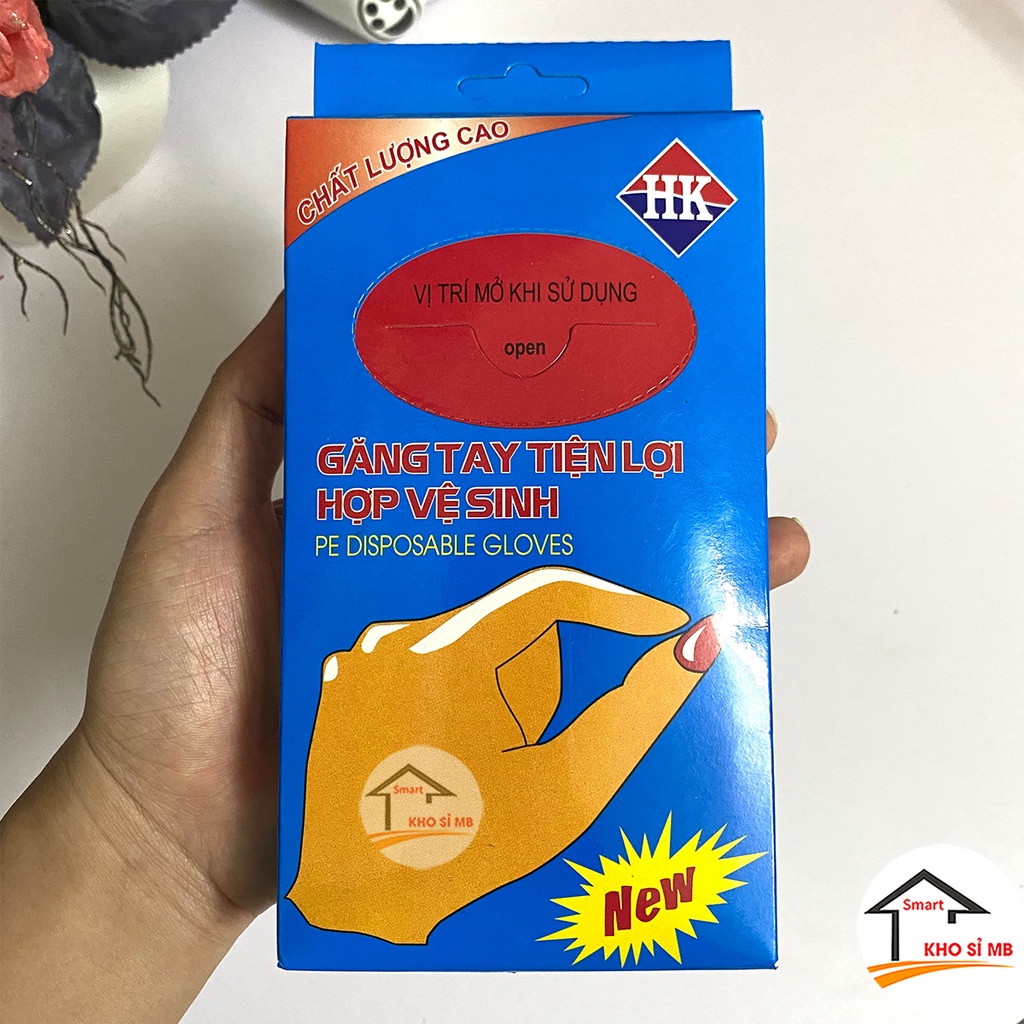 CHẤT LƯỢNG CAO
HK
VỊ TRÍ MỞ KHI SỬ DỤNG
open
GĂNG TAY TIỆN LỢI
HỢP VỆ SINH
PE DISPOSABLE GLOVES
Smart
KHO SỈ MB
New
Smart
KHO SỈ MB